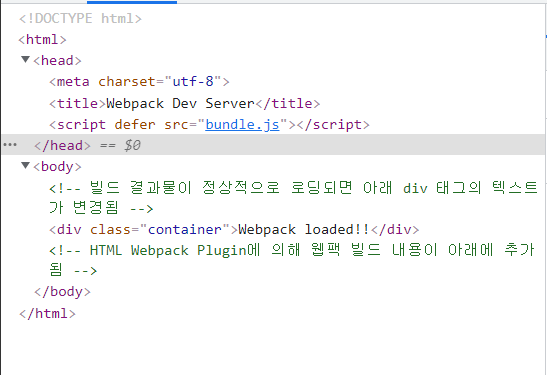 <!DOCTYPE html>
<html>
▼<head>
<meta charset="utf-8">
<title>Webpack Dev Server</title>
<script defer src="bundle.js"></script>
··· </head> == $0
▼<body>
<!-- 빌드 결과물이 정상적으로 로딩되면 아래 div 태그의 텍스트
가 변경됨 -->
<div class="container">Webpack loaded!!</div>
<!-- HTML Webpack Plugin에 의해 웹팩 빌드 내용이 아래에 추가
됨 -->
</body>
</html>